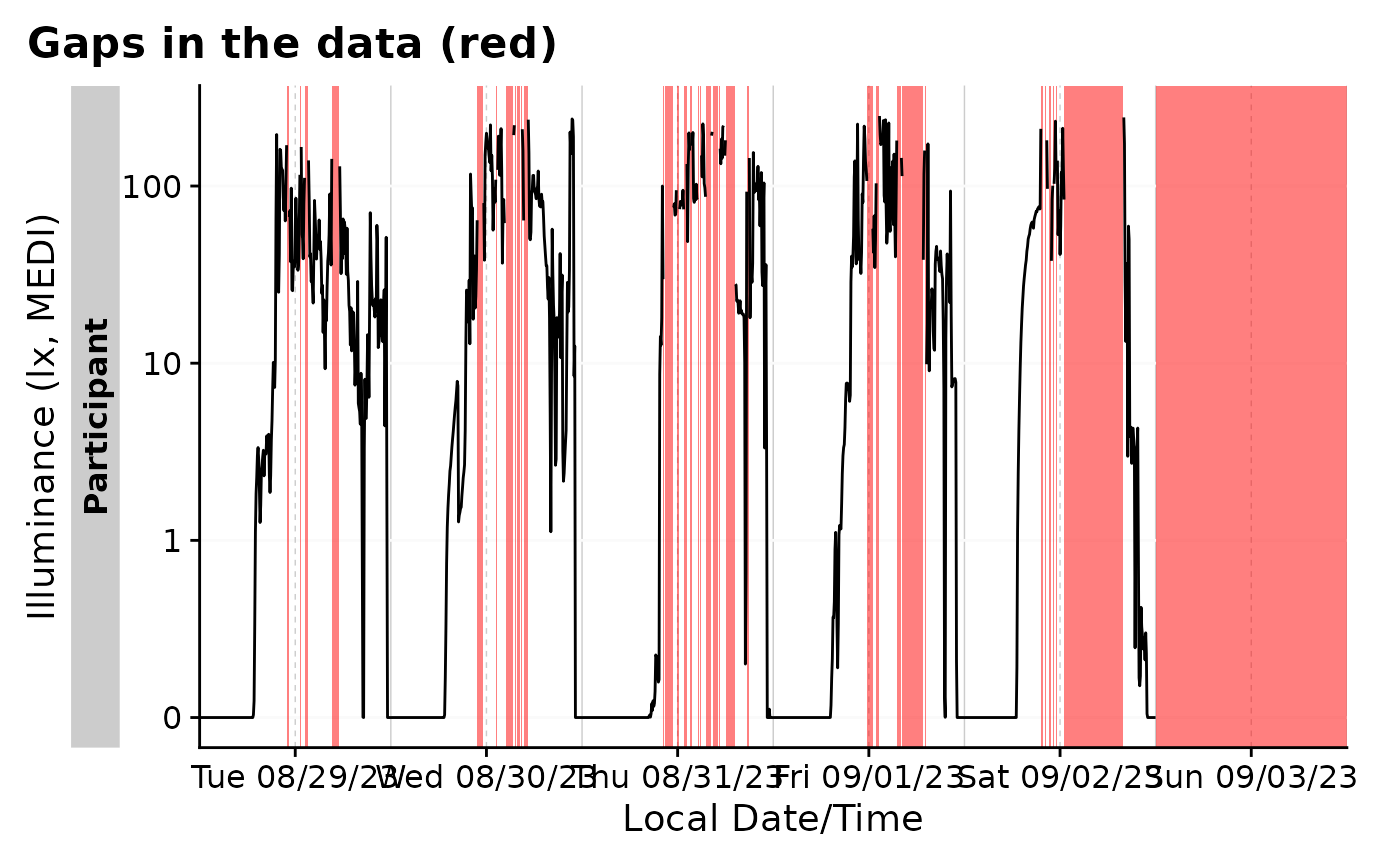 Gaps in the data (red)
Illuminance (lx, MEDI)
Participant
100
10
1
0
Tue 08/29/23
Wed 08/30/23
Thu 08/31/23
Fri 09/01/23
Sat 09/02/23
Sun 09/03/23
Local Date/Time